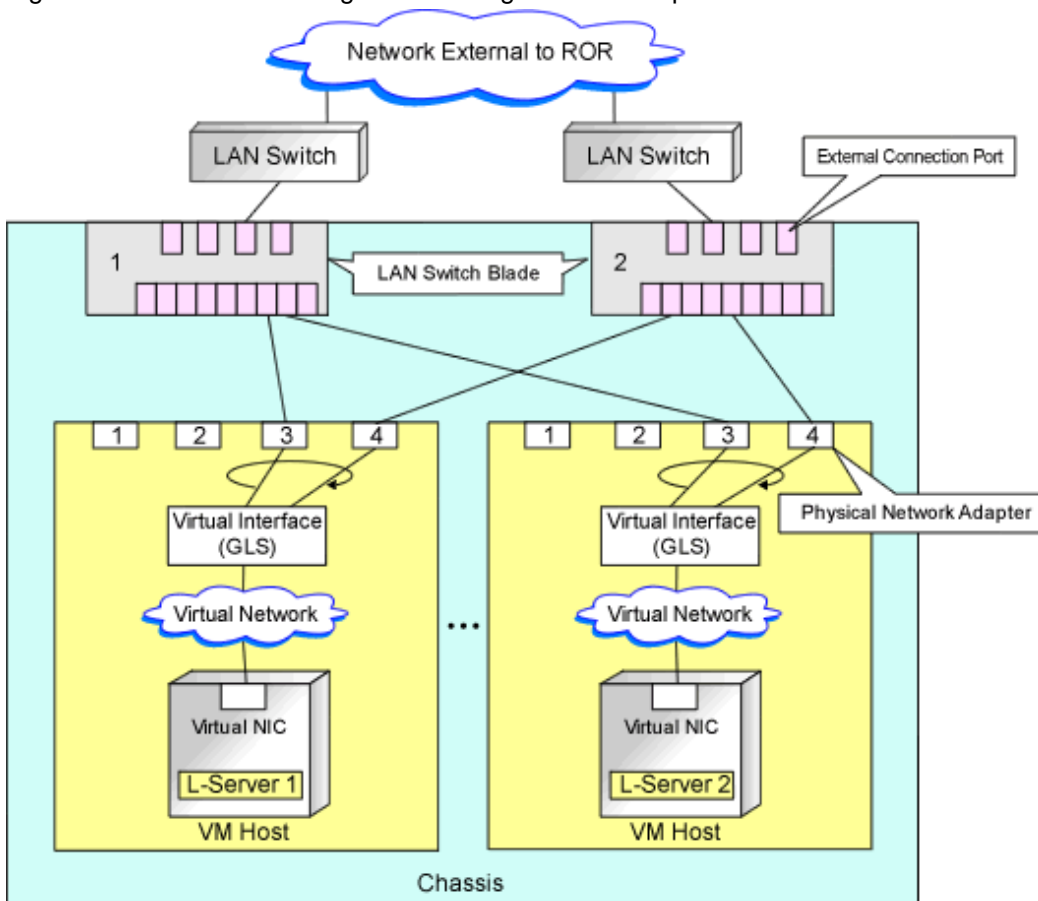 Network External to ROR
LAN Switch
LAN Switch
External Connection Port
1
2
LAN Switch Blade
1 2 3 4
1 2 3 4
Physical Network Adapter
Virtual Interface
(GLS)
Virtual Interface
(GLS)
Virtual Network
...
Virtual Network
Virtual NIC
Virtual NIC
L-Server 1
L-Server 2
VM Host
VM Host
Chassis